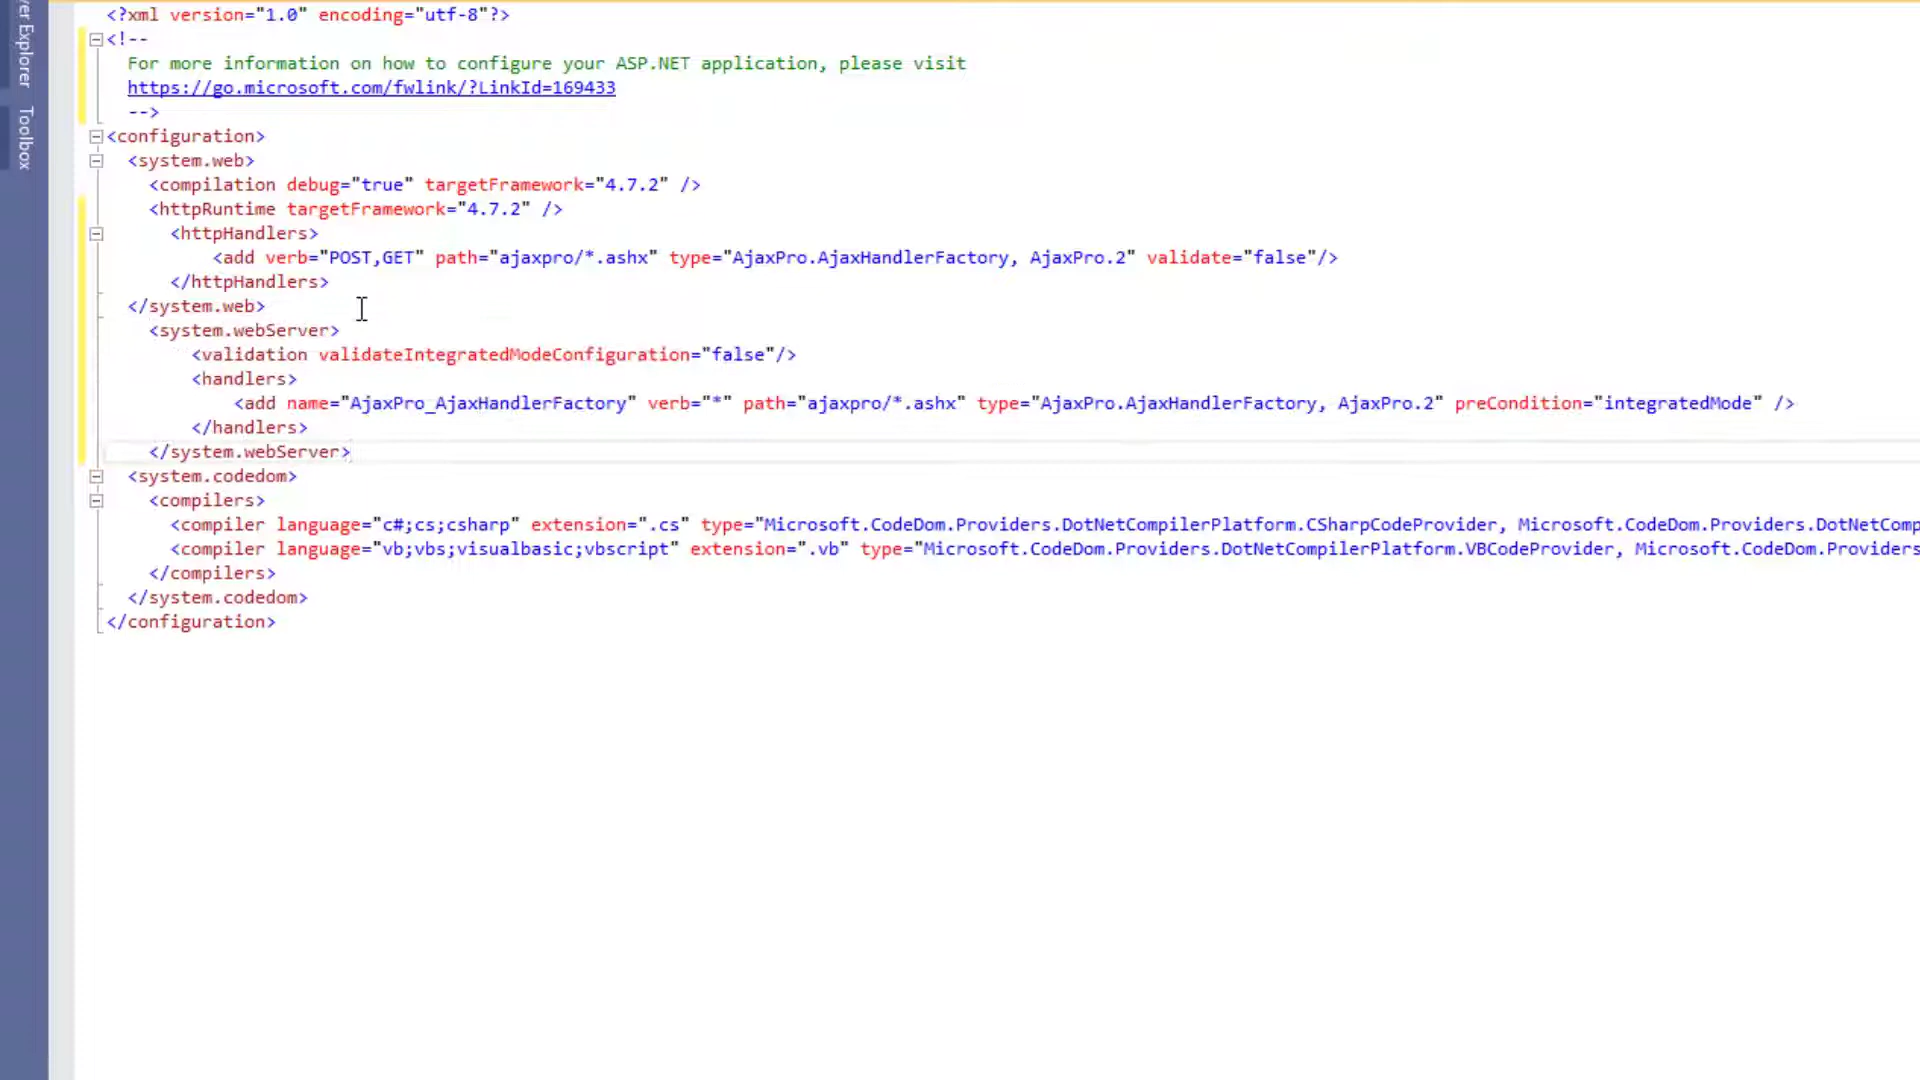 er Explorer
Toolbox
<?xml version="1.0" encoding="utf-8"?>
<!--
For more information on how to configure your ASP.NET application, please visit
https://go.microsoft.com/fwlink/?LinkId=169433
-->
<configuration>
<system.web>
<compilation debug="true" targetFramework="4.7.2" />
<httpRuntime targetFramework="4.7.2" />
<httpHandlers>
<add verb="POST,GET" path="ajaxpro/*.ashx" type="AjaxPro.AjaxHandlerFactory, AjaxPro.2" validate="false"/>
</httpHandlers>
</system.web>
<system.webServer>
<validation validateIntegratedModeConfiguration="false"/>
<handlers>
<add name="AjaxPro_AjaxHandlerFactory" verb="*" path="ajaxpro/*.ashx" type="AjaxPro.AjaxHandlerFactory, AjaxPro.2" preCondition="integratedMode" />
</handlers>
</system.webServer>
<system.codedom>
<compilers>
<compiler language="c#;cs;csharp" extension=".cs" type="Microsoft.CodeDom.Providers.DotNetCompilerPlatform.CSharpCodeProvider, Microsoft.CodeDom.Providers.DotNetComp
<compiler language="vb;vbs;visualbasic;vbscript" extension=".vb" type="Microsoft.CodeDom.Providers.DotNetCompilerPlatform.VBCodeProvider, Microsoft.CodeDom.Providers
</compilers>
</system.codedom>
</configuration>